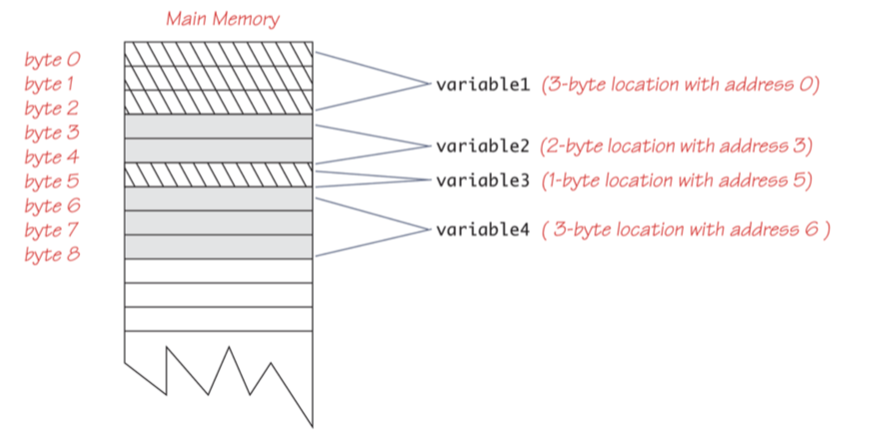 Main Memory
byte 0
byte 1
variable1 (3-byte location with address 0)
byte 2
byte 3
variable2 (2-byte location with address 3)
byte 4
byte 5
variable3 (1-byte location with address 5)
byte 6
byte 7
variable4 ( 3-byte location with address 6 )
byte 8